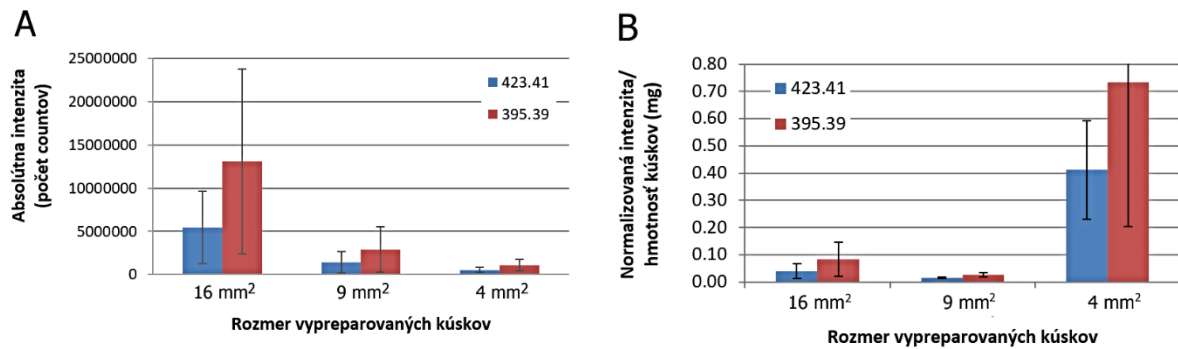 A
Absolútna intenzita
(počet countov)
25000000
20000000
15000000
10000000
5000000
0
423.41
395.39
16 mm²
9 mm²
4 mm²
Rozmer vypreparovaných kúskov
B
Normalizovaná intenzita/
hmotnosť kúskov (mg)
0.80
0.70
0.60
0.50
0.40
0.30
0.20
0.10
0.00
423.41
395.39
16 mm²
9 mm²
4 mm²
Rozmer vypreparovaných kúskov